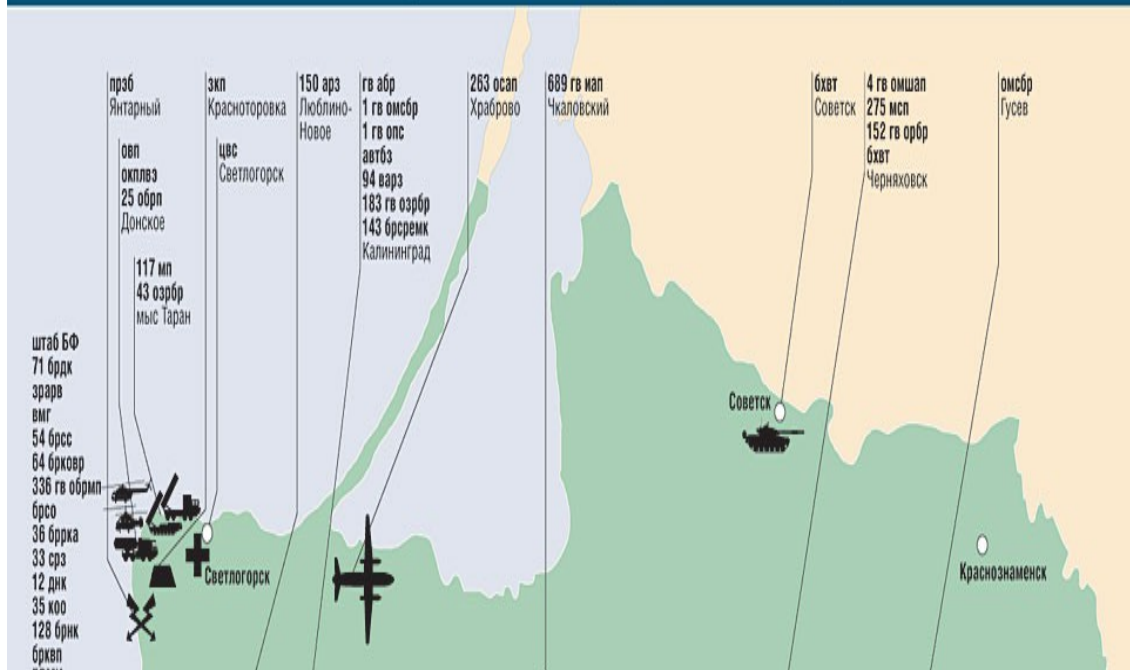 прзб
Янтарный
зкп
Красноторовка
150 арз
Люблино-
Новое
гв абр
1 гв омсбр
1 гв опс
автбз
94 варз
183 гв озрбр
143 брсремк
Калининград
263 осап
Храброво
689 гв иап
Чкаловский
бхвт
Советск
4 гв омшап
275 мсп
152 гв орбр
бхвт
Черняховск
омсбр
Гусев
овп
окплвэ
25 обрп
Донское
цвс
Светлогорск
117 мп
43 озрбр
мыс Таран
штаб БФ
71 брдк
зрарв
вмг
54 брсс
64 брковр
336 гв обрмп
брсо
36 бррка
33 срз
12 днк
35 коо
128 брнк
брквп
Советск
Светлогорск
Краснознаменск